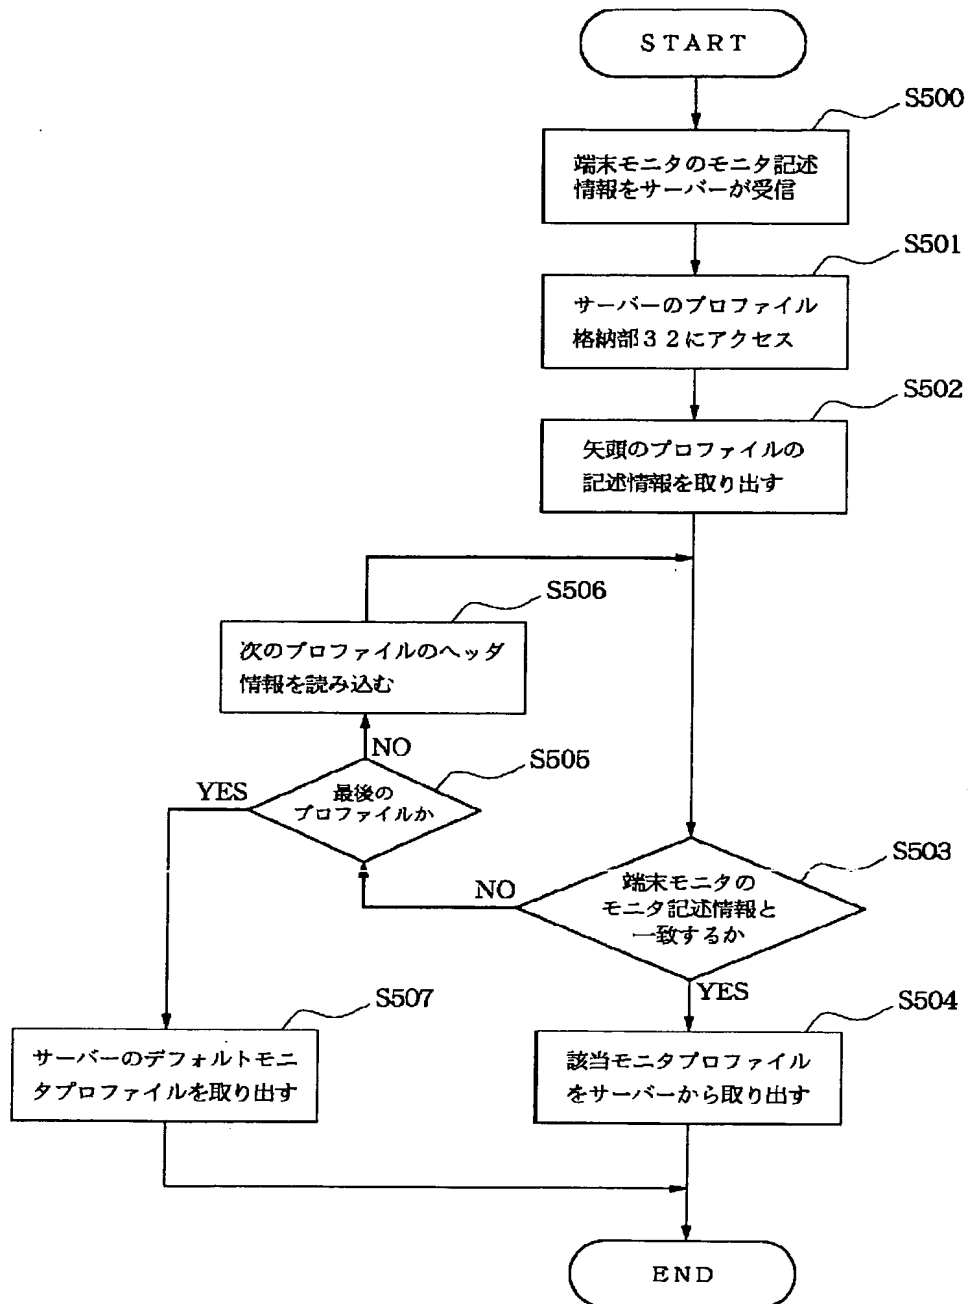 START
S500
端末モニタのモニタ記述
情報をサーバーが受信
S501
サーバーのプロファイル
格納部32にアクセス
S502
矢頭のプロファイルの
記述情報を取り出す
S506
次のプロファイルのヘッダ
情報を読み込む
NO
S505
YES
最後の
プロファイルか
S503
NO
端末モニタの
モニタ記述情報と
一致するか
YES
S507
S504
サーバーのデフォルトモニ
タプロファイルを取り出す
該当モニタプロファイル
をサーバーから取り出す
END